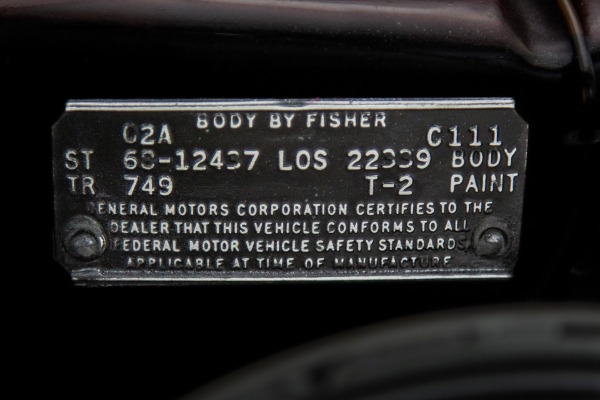 BODY BY FISHER
02A C111
ST 68-12437 LOS 22339 BODY
TR 749 T-2 PAINT
GENERAL MOTORS CORPORATION CERTIFIES TO THE
DEALER THAT THIS VEHICLE CONFORMS TO ALL
FEDERAL MOTOR VEHICLE SAFETY STANDARDS
APPLICABLE AT TIME OF MANUFACTURE